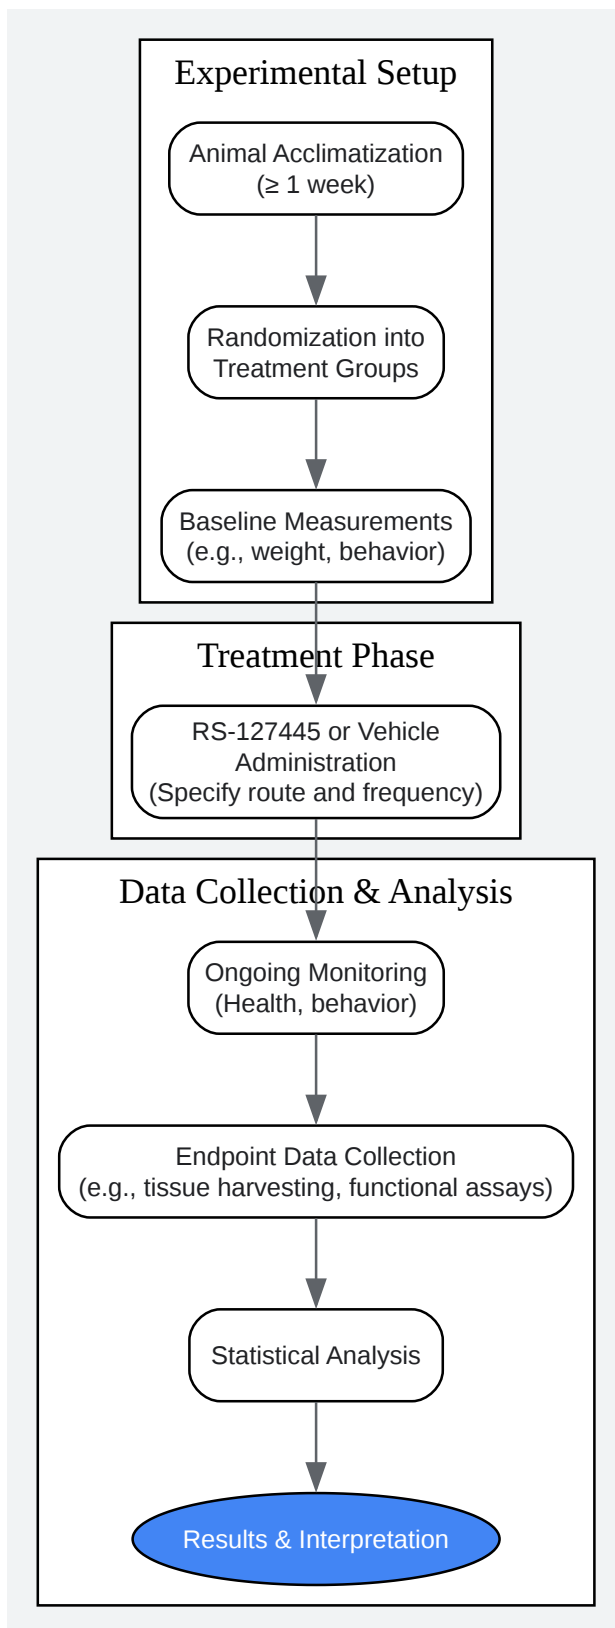 Experimental Setup
Animal Acclimatization
(≥ 1 week)
Randomization into
Treatment Groups
Baseline Measurements
(e.g., weight, behavior)
Treatment Phase
RS-127445 or Vehicle
Administration
(Specify route and frequency)
Data Collection & Analysis
Ongoing Monitoring
(Health, behavior)
Endpoint Data Collection
(e.g., tissue harvesting, functional assays)
Statistical Analysis
Results & Interpretation